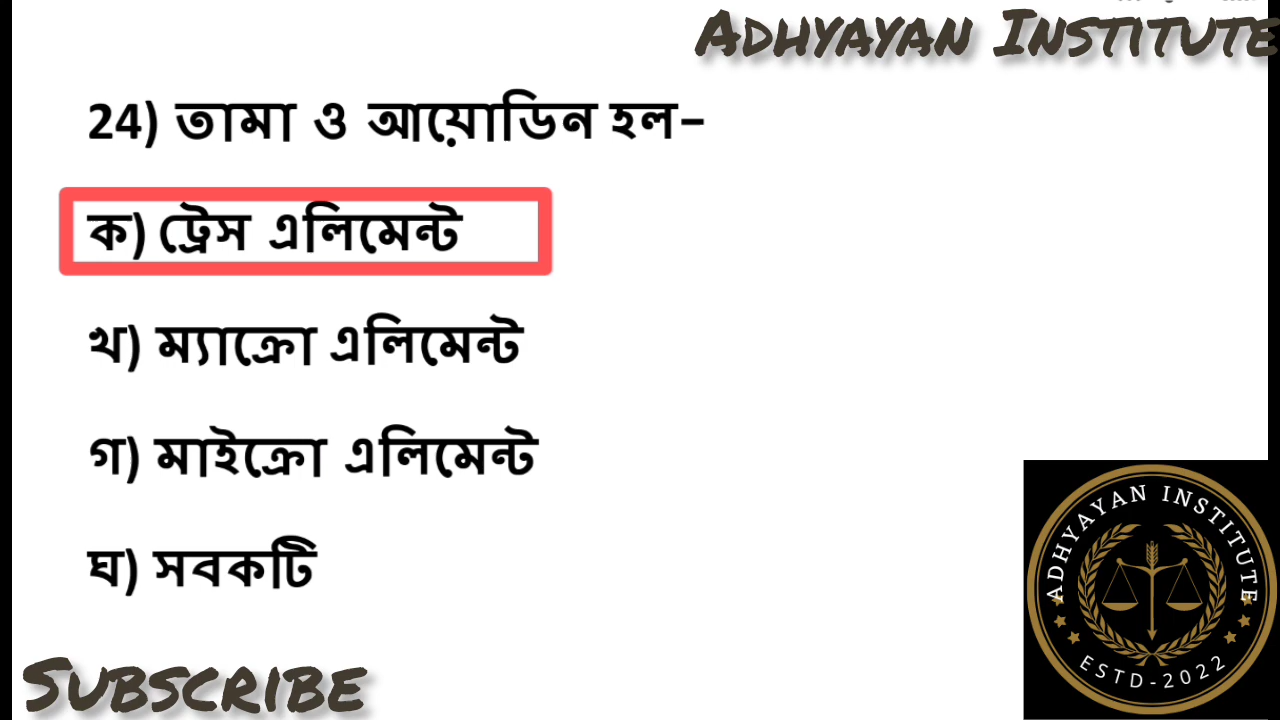 ADHYAYAN INSTITUTE
24) তামা ও আয়োডিন হল-
ক) ট্রেস এলিমেন্ট
খ) ম্যাক্রো এলিমেন্ট
গ) মাইক্রো এলিমেন্ট
ঘ) সবকটি
ADHYAYAN INSTITUTE
ESTD-2022
SUBSCRIBE